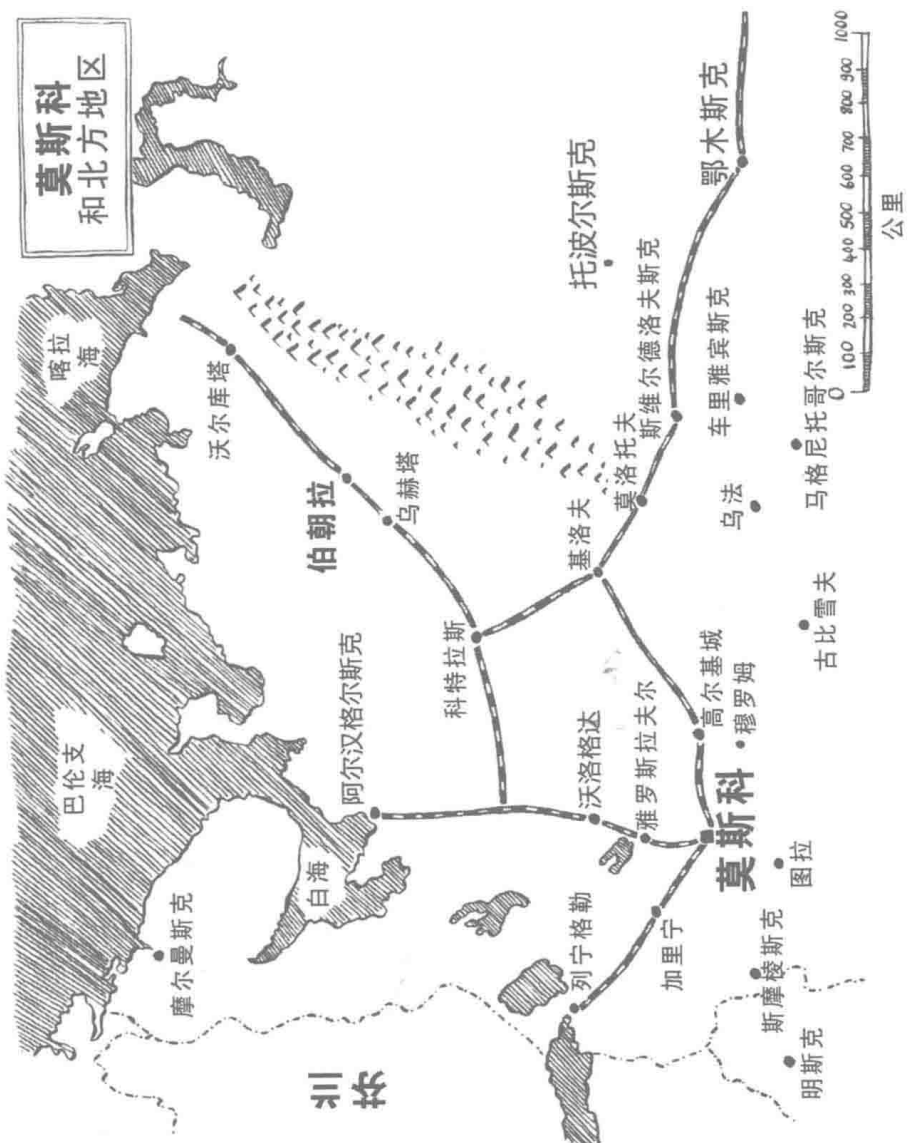 莫斯科
和北方地区
喀拉
海
巴伦支
海
白海
摩尔曼斯克
沃尔库塔
伯朝拉
乌赫塔
阿尔汉格尔斯克
科特拉斯
芬兰
列宁格勒
加里宁
沃洛格达
雅罗斯拉夫尔
莫斯科
高尔基城
穆罗姆
基洛夫
莫洛托夫
斯维尔德洛夫斯克
托波尔斯克
鄂木斯克
车里雅宾斯克
乌法
马格尼托哥尔斯克
古比雪夫
图拉
斯摩棱斯克
明斯克
0 100 200 300 400 500 600 700 800 900 1000
公里